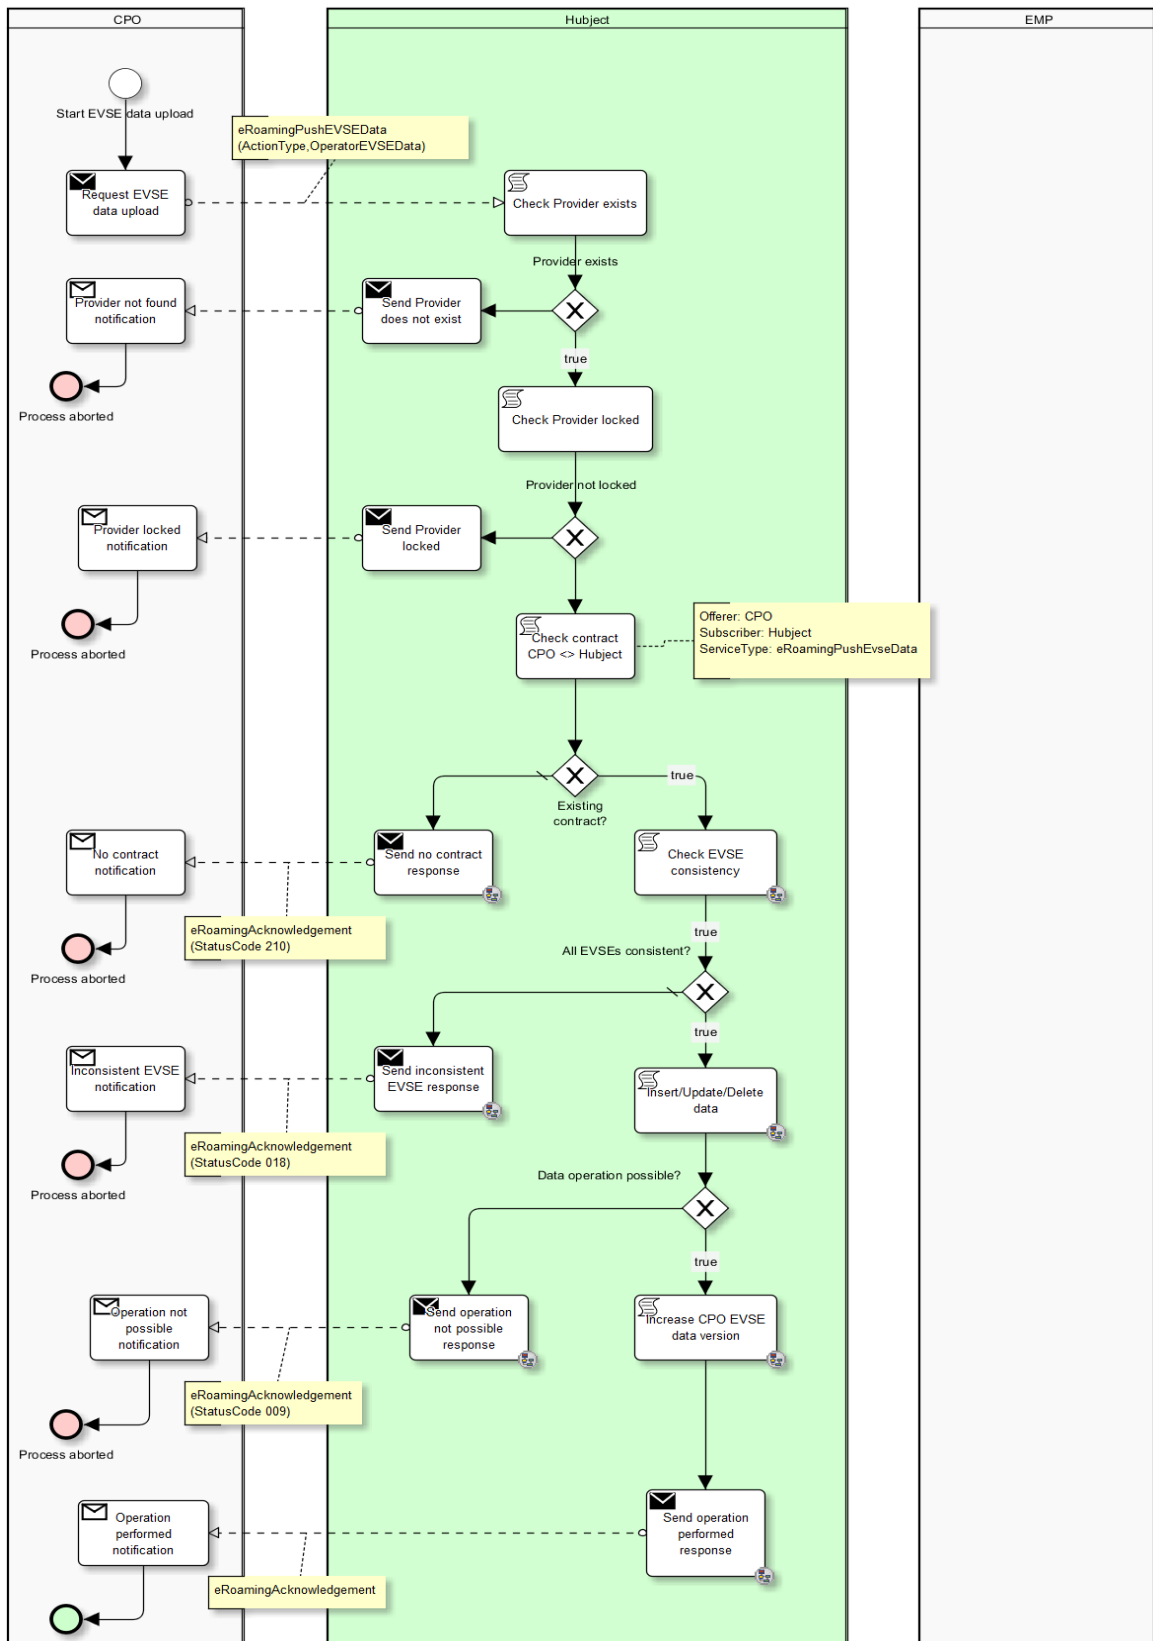 CPO
Hubject
EMP
Start EVSE data upload
eRoamingPushEVSEData
(ActionType,OperatorEVSEData)
Request EVSE
data upload
Check Provider exists
Provider exists
Provider not found
notification
Send Provider
does not exist
true
Process aborted
Check Provider locked
Provider not locked
Provider locked
notification
Send Provider
locked
Process aborted
Check contract
CPO <> Hubject
Offerer: CPO
Subscriber: Hubject
ServiceType: eRoamingPushEvseData
true
Existing
contract?
No contract
notification
Send no contract
response
Check EVSE
consistency
eRoamingAcknowledgement
(StatusCode 210)
true
Process aborted
All EVSEs consistent?
true
Inconsistent EVSE
notification
Send inconsistent
EVSE response
Insert/Update/Delete
data
eRoamingAcknowledgement
(StatusCode 018)
Process aborted
Data operation possible?
true
Operation not
possible
notification
Send operation
not possible
response
Increase CPO EVSE
data version
eRoamingAcknowledgement
(StatusCode 009)
Process aborted
Operation
performed
notification
Send operation
performed
response
eRoamingAcknowledgement